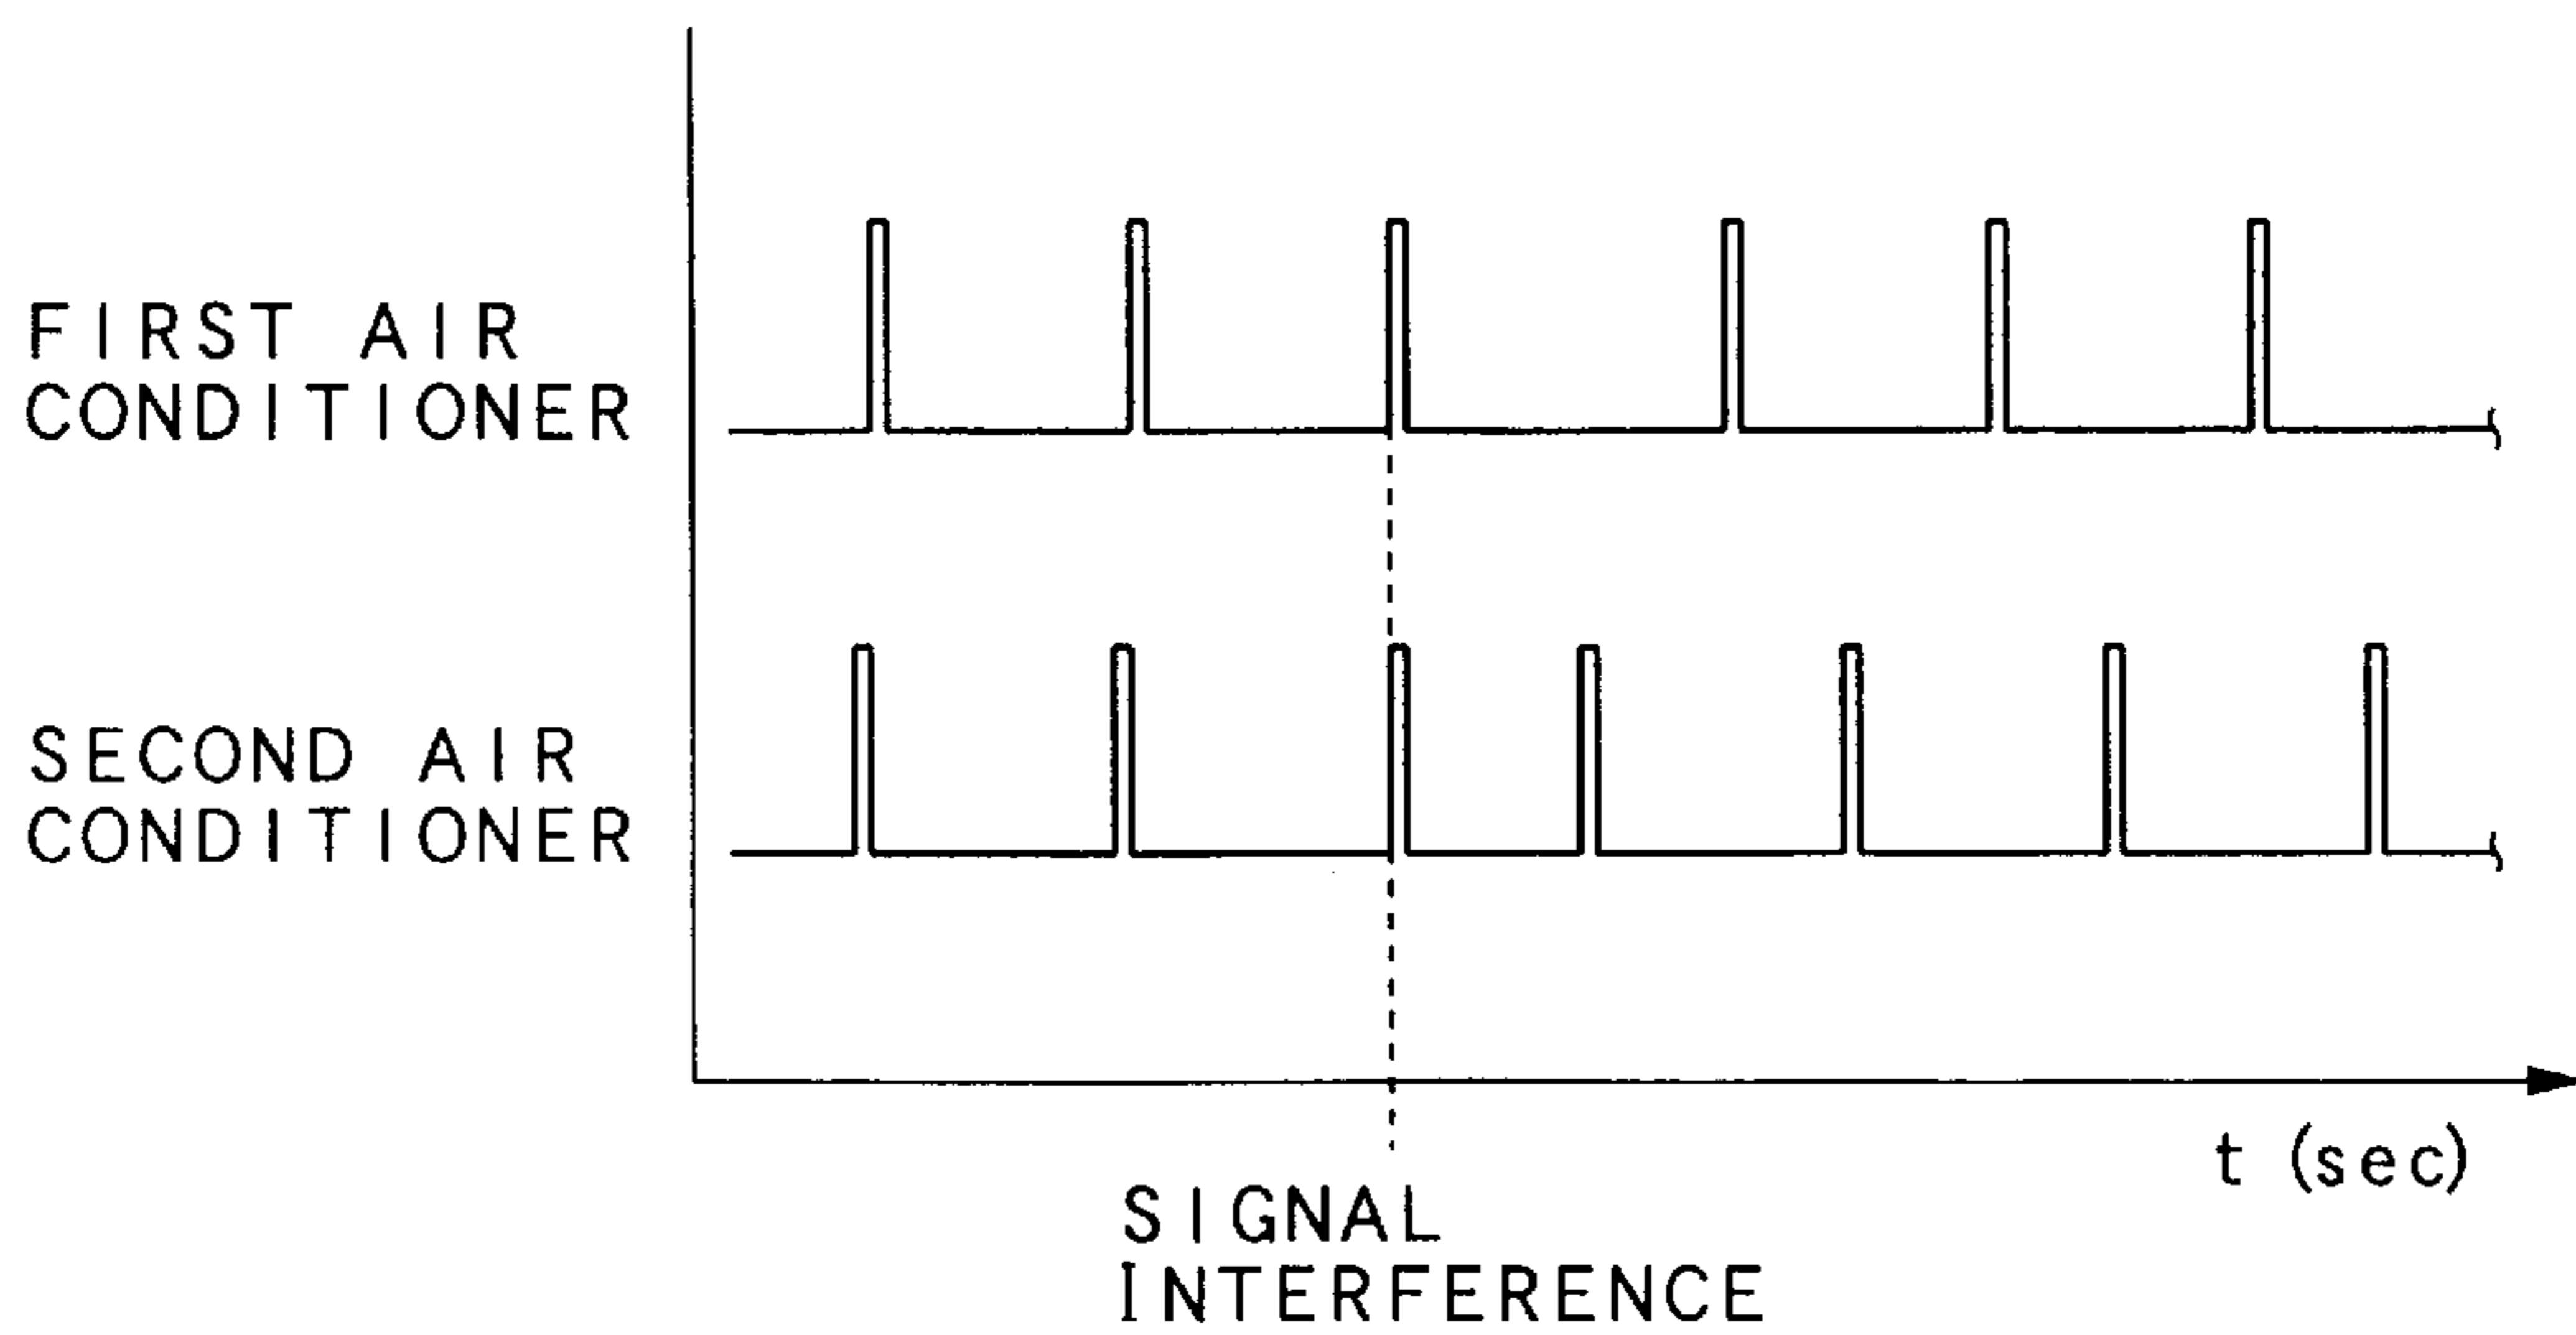 FIRST AIR
CONDITIONER
SECOND AIR
CONDITIONER
t (sec)
SIGNAL
INTERFERENCE